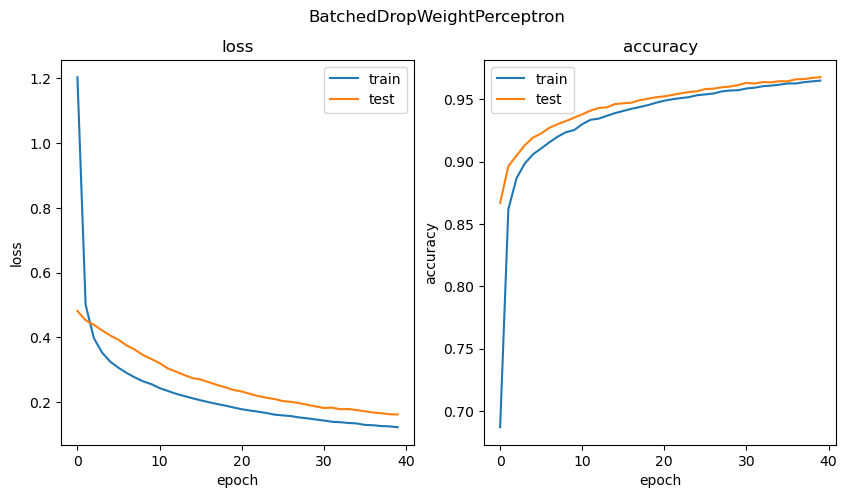 BatchedDropWeightPerceptron
loss
accuracy
train
test
train
test
1.2
1.0
0.8
0.6
0.4
0.2
loss
0 10 20 30 40
epoch
0.95
0.90
0.85
0.80
0.75
0.70
accuracy
0 10 20 30 40
epoch